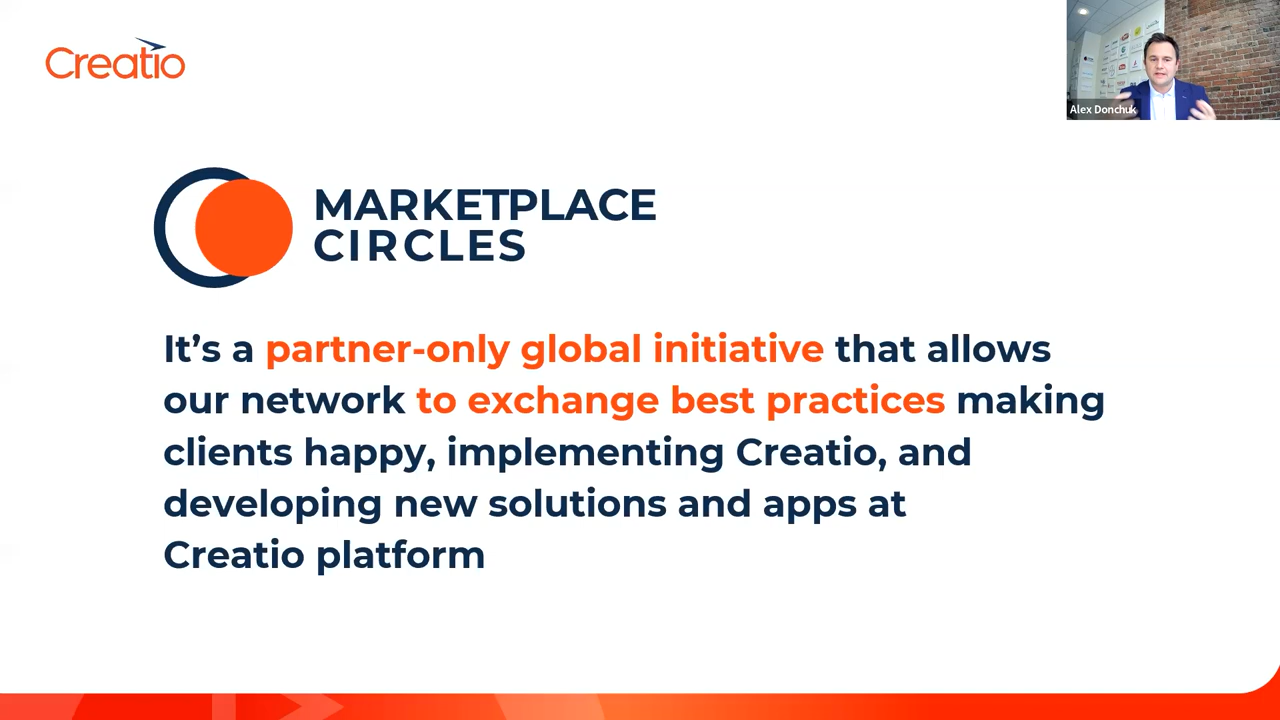 Creatio
Alex Donchuk
MARKETPLACE
CIRCLES
It’s a partner-only global initiative that allows
our network to exchange best practices making
clients happy, implementing Creatio, and
developing new solutions and apps at
Creatio platform